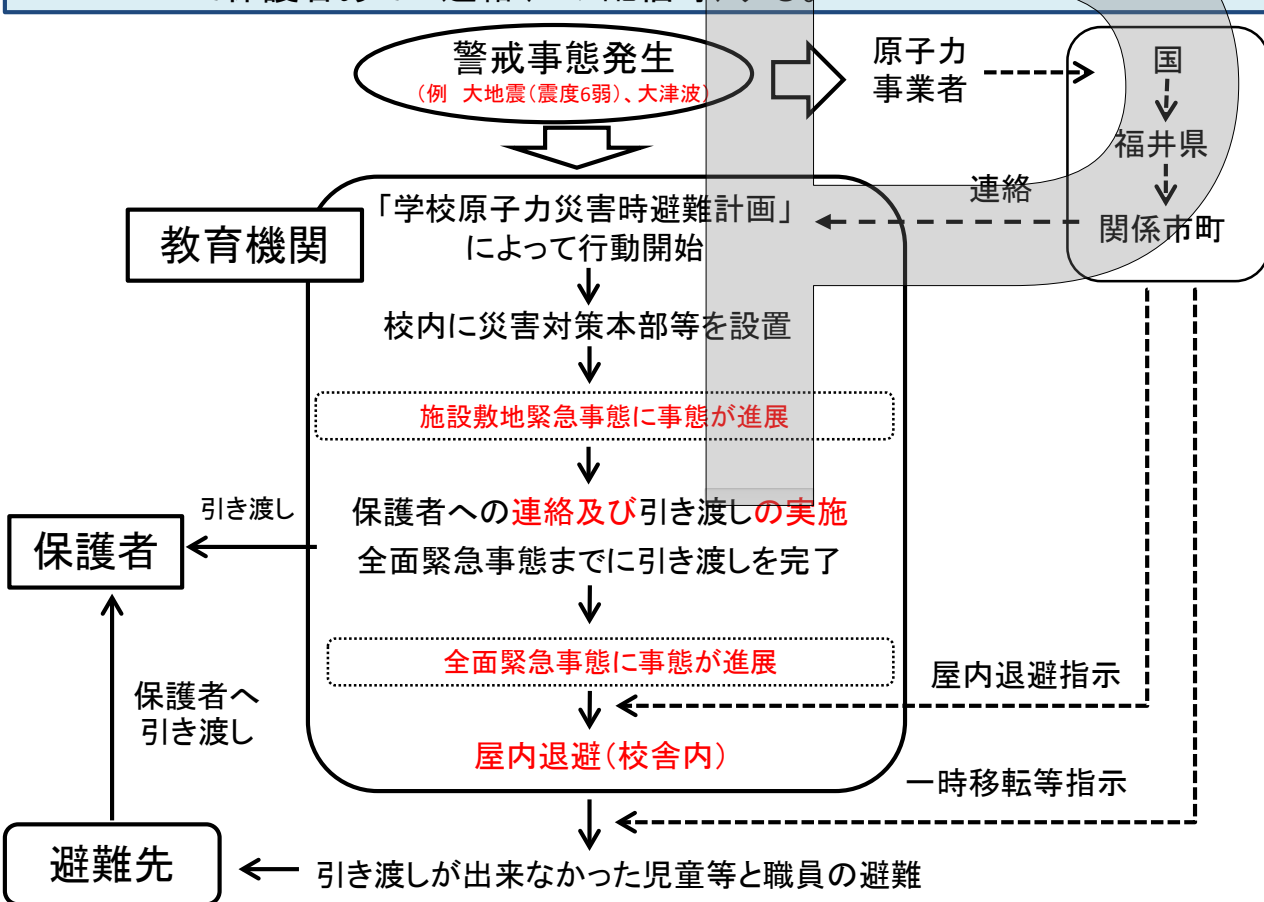 警戒事態発生
(例 大地震(震度6弱)、大津波)
原子力
事業者
国
福井県
関係市町
連絡
教育機関
「学校原子力災害時避難計画」
によって行動開始
校内に災害対策本部等を設置
施設敷地緊急事態に事態が進展
保護者への連絡及び引き渡しの実施
全面緊急事態までに引き渡しを完了
引き渡し
保護者
全面緊急事態に事態が進展
屋内退避指示
保護者へ
引き渡し
屋内退避(校舎内)
一時移転等指示
避難先
引き渡しが出来なかった児童等と職員の避難